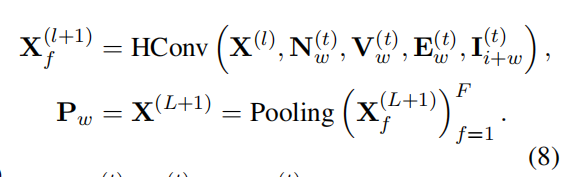 X_f^{(l+1)} = HConv ( X^{(l)}, N_w^{(t)}, V_w^{(t)}, E_w^{(t)}, I_{i+w}^{(t)} ),
P_w = X^{(L+1)} = Pooling ( X_f^{(L+1)} )_{f=1}^{F} .
(8)